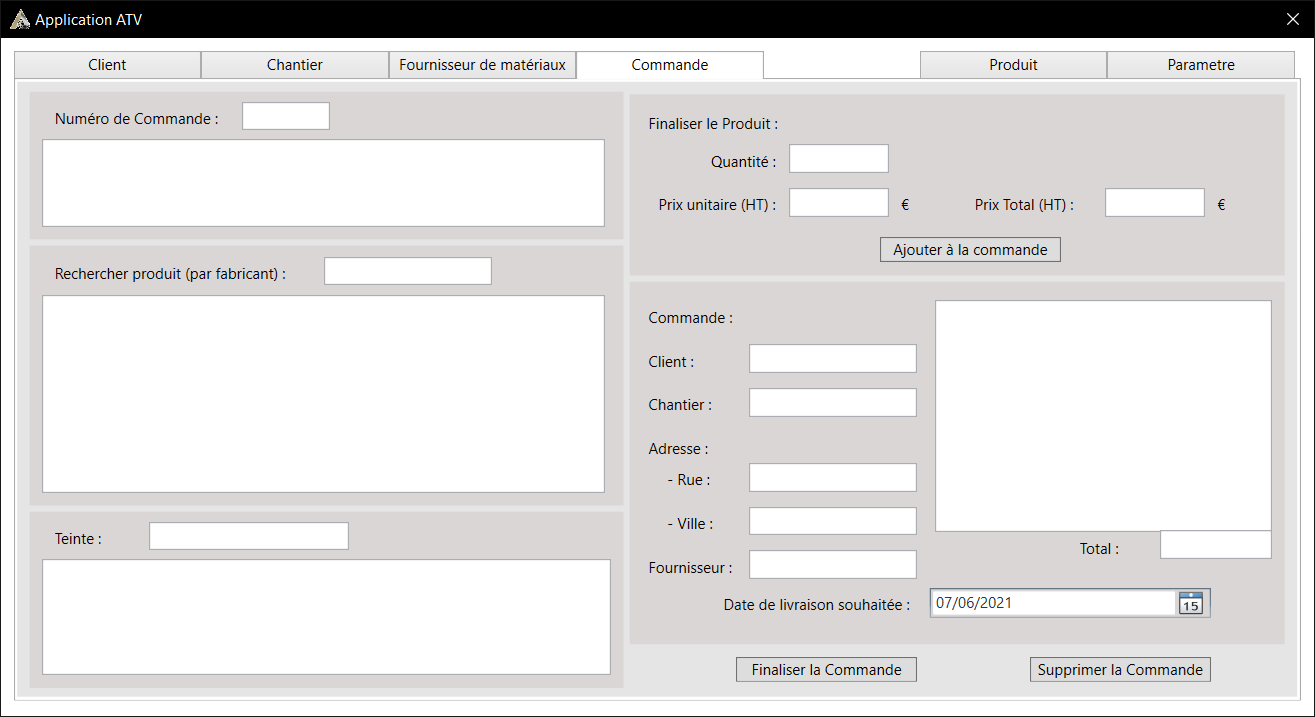 Application ATV
Client
Chantier
Fournisseur de matériaux
Commande
Produit
Parametre
Numéro de Commande :
Rechercher produit (par fabricant) :
Teinte :
Finaliser le Produit :
Quantité :
Prix unitaire (HT) : €
Prix Total (HT) : €
Ajouter à la commande
Commande :
Client :
Chantier :
Adresse :
- Rue :
- Ville :
Fournisseur :
Total :
Date de livraison souhaitée : 07/06/2021
15
Finaliser la Commande
Supprimer la Commande